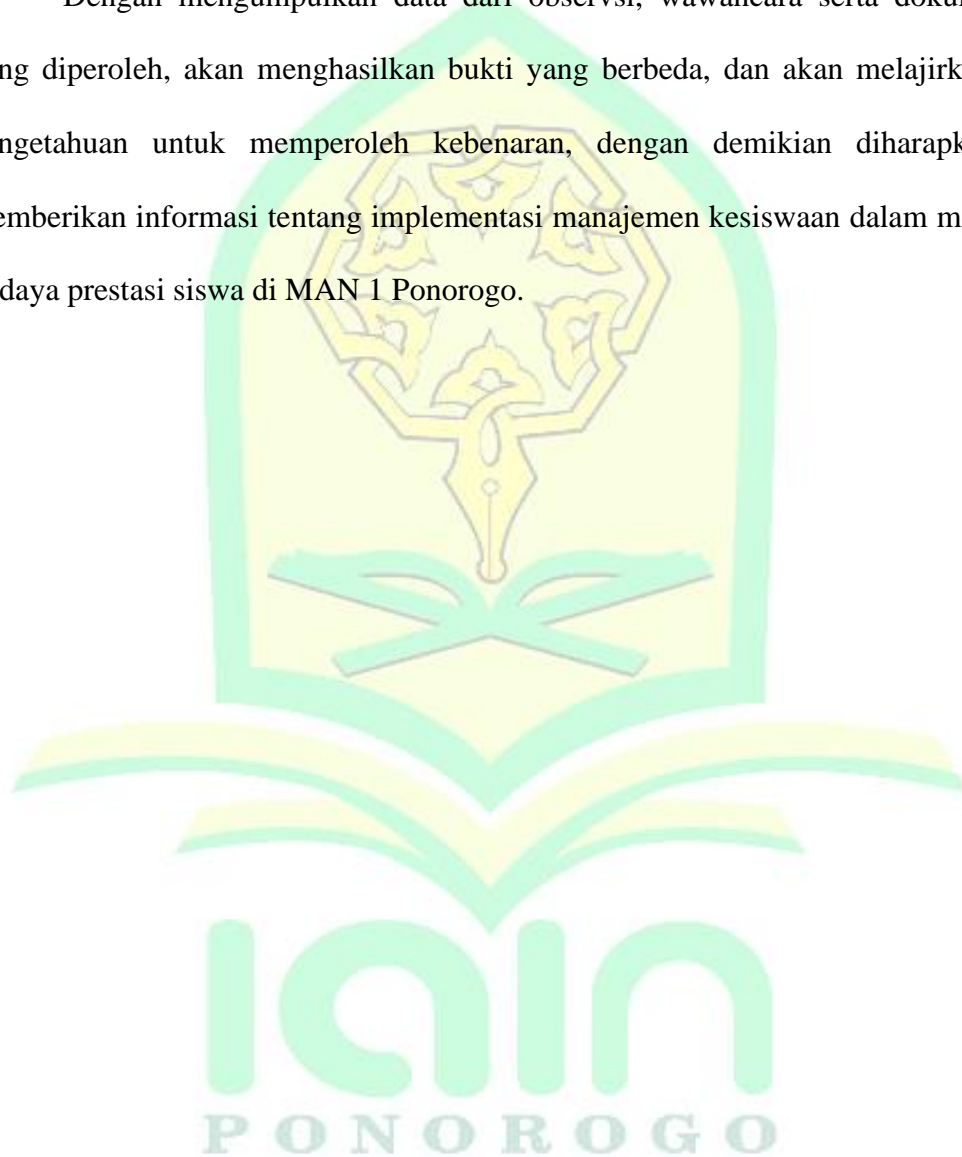 Dengan mengumpulkan data dari observsi, wawancara serta doku
ng diperoleh, akan menghasilkan bukti yang berbeda, dan akan melajirk
ngetahuan untuk memperoleh kebenaran, dengan demikian diharapk
emberikan informasi tentang implementasi manajemen kesiswaan dalam m
daya prestasi siswa di MAN 1 Ponorogo.
iain
PONOROGO